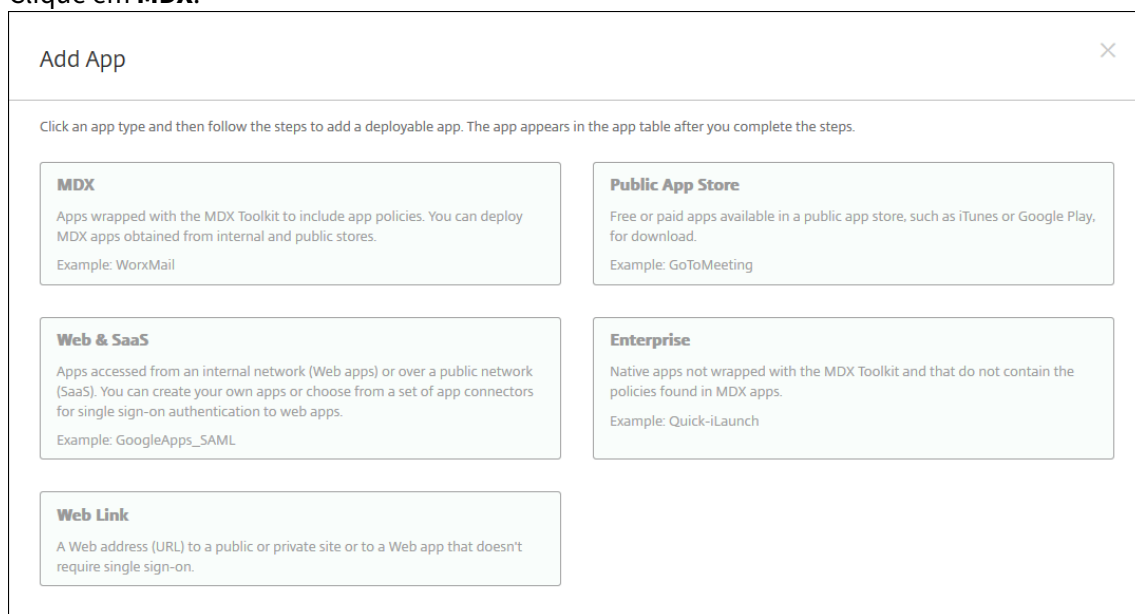 Clique em MDX.
Add App
Click an app type and then follow the steps to add a deployable app. The app appears in the app table after you complete the steps.
MDX
Apps wrapped with the MDX Toolkit to include app policies. You can deploy
MDX apps obtained from internal and public stores.
Example: WorxMail
Public App Store
Free or paid apps available in a public app store, such as iTunes or Google Play,
for download.
Example: GoToMeeting
Web & SaaS
Apps accessed from an internal network (Web apps) or over a public network
(SaaS). You can create your own apps or choose from a set of app connectors
for single sign-on authentication to web apps.
Example: GoogleApps_SAML
Enterprise
Native apps not wrapped with the MDX Toolkit and that do not contain the
policies found in MDX apps.
Example: Quick-iLaunch
Web Link
A Web address (URL) to a public or private site or to a Web app that doesn't
require single sign-on.